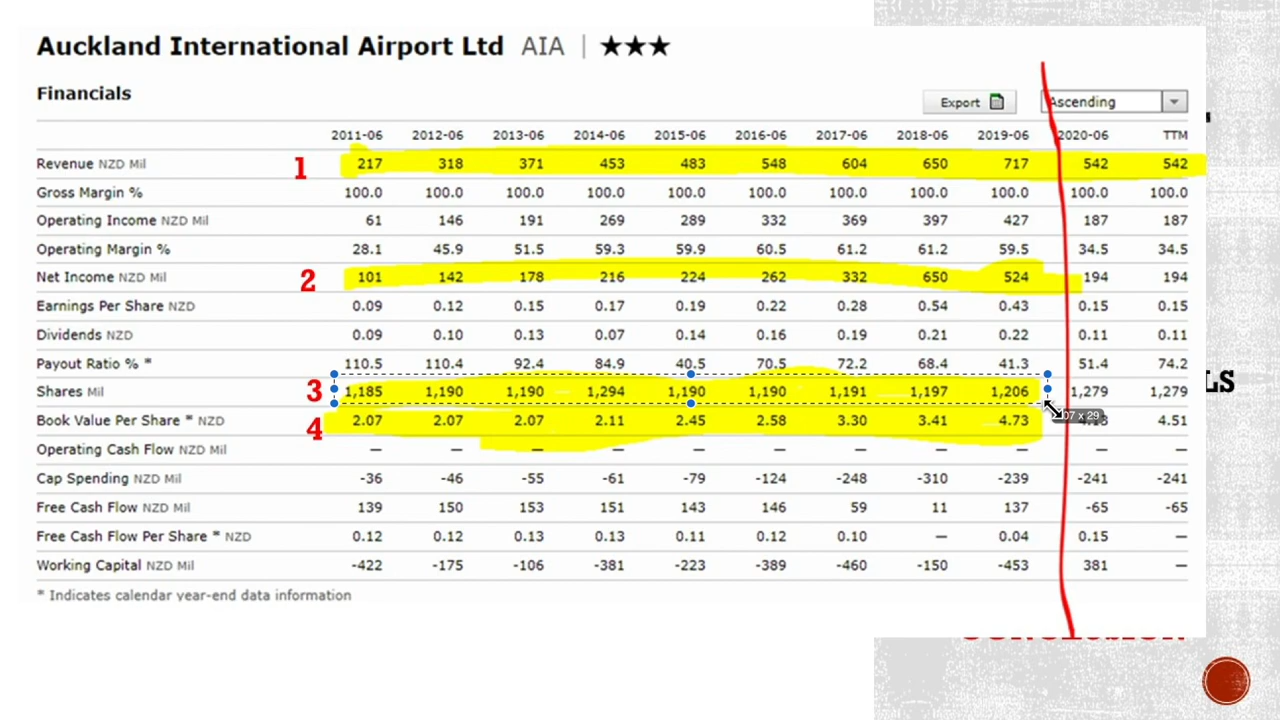 Auckland International Airport Ltd AIA | ★★★
Financials
Export Ascending
2011-06 2012-06 2013-06 2014-06 2015-06 2016-06 2017-06 2018-06 2019-06 2020-06 TTM
1 Revenue NZD Mil 217 318 371 453 483 548 604 650 717 542 542
Gross Margin % 100.0 100.0 100.0 100.0 100.0 100.0 100.0 100.0 100.0 100.0 100.0
Operating Income NZD Mil 61 146 191 269 289 332 369 397 427 187 187
Operating Margin % 28.1 45.9 51.5 59.3 59.9 60.5 61.2 61.2 59.5 34.5 34.5
Net Income NZD Mil 2 101 142 178 216 224 262 332 650 524 194 194
Earnings Per Share NZD 0.09 0.12 0.15 0.17 0.19 0.22 0.28 0.54 0.43 0.15 0.15
Dividends NZD 0.09 0.10 0.13 0.07 0.14 0.16 0.19 0.21 0.22 0.11 0.11
Payout Ratio % * 110.5 110.4 92.4 84.9 40.5 70.5 72.2 68.4 41.3 51.4 74.2
Shares Mil 3 1,185 1,190 1,190 1,294 1,190 1,190 1,191 1,197 1,206 1,279 1,279
Book Value Per Share * NZD 4 2.07 2.07 2.07 2.11 2.45 2.58 3.30 3.41 4.73 4.51
Operating Cash Flow NZD Mil — — — — — — — — — — —
Cap Spending NZD Mil -36 -46 -55 -61 -79 -124 -248 -310 -239 -241 -241
Free Cash Flow NZD Mil 139 150 153 151 143 146 59 11 137 -65 -65
Free Cash Flow Per Share * NZD 0.12 0.12 0.13 0.13 0.11 0.12 0.10 — 0.04 0.15 —
Working Capital NZD Mil -422 -175 -106 -381 -223 -389 -460 -150 -453 381 —
* Indicates calendar year-end data information